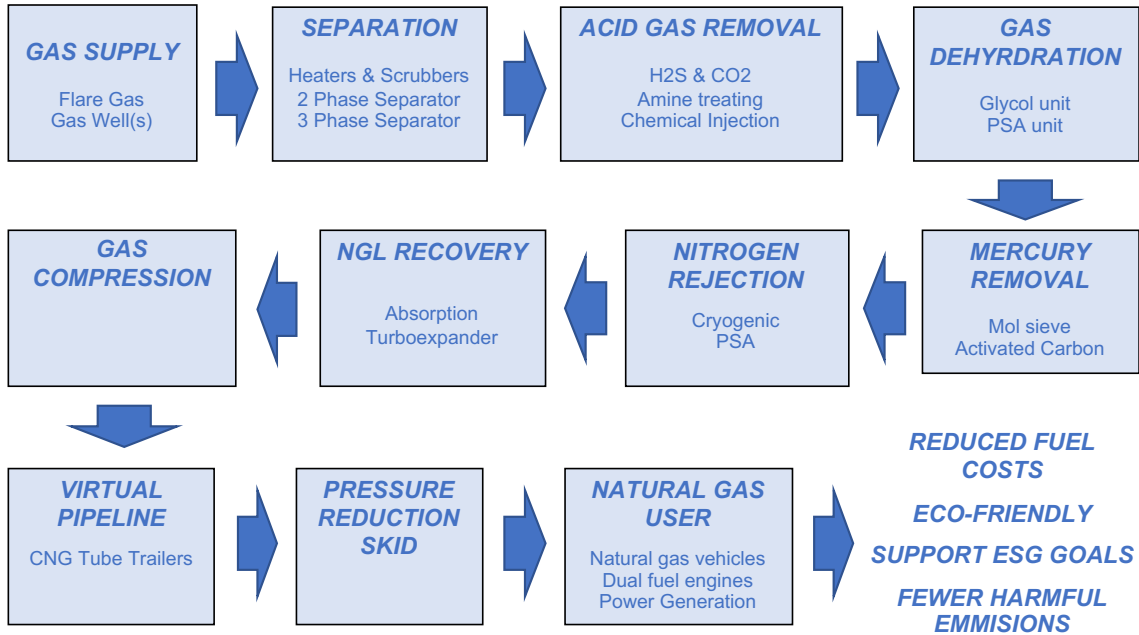 GAS SUPPLY
Flare Gas
Gas Well(s)
SEPARATION
Heaters & Scrubbers
2 Phase Separator
3 Phase Separator
ACID GAS REMOVAL
H2S & CO2
Amine treating
Chemical Injection
GAS
DEHYRDRATION
Glycol unit
PSA unit
MERCURY
REMOVAL
Mol sieve
Activated Carbon
NITROGEN
REJECTION
Cryogenic
PSA
NGL RECOVERY
Absorption
Turboexpander
GAS
COMPRESSION
VIRTUAL
PIPELINE
CNG Tube Trailers
PRESSURE
REDUCTION
SKID
NATURAL GAS
USER
Natural gas vehicles
Dual fuel engines
Power Generation
REDUCED FUEL
COSTS
ECO-FRIENDLY
SUPPORT ESG GOALS
FEWER HARMFUL
EMMISIONS